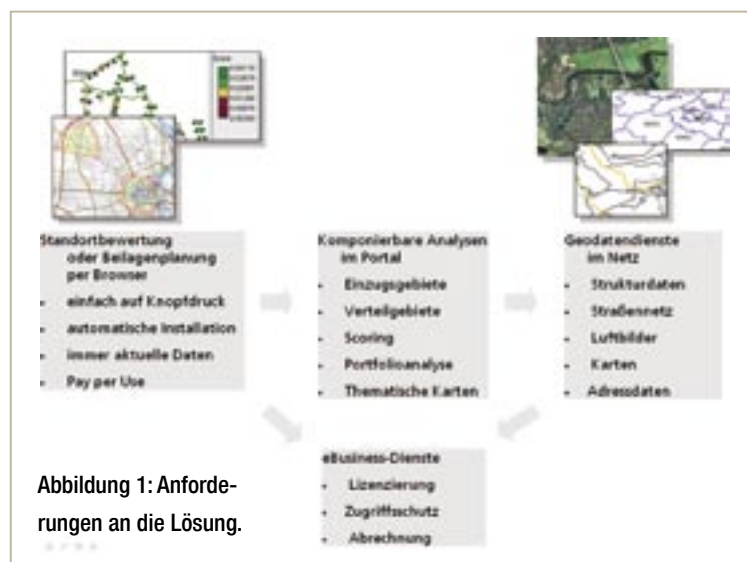 Standortbewertung
oder Beilagenplanung
per Browser
• einfach auf Knopfdruck
• automatische Installation
• immer aktuelle Daten
• Pay per Use
Komponierbare Analysen
im Portal
• Einzugsgebiete
• Verteilgebiete
• Scoring
• Portfolioanalyse
• Thematische Karten
Geodatendienste
im Netz
• Strukturdaten
• Straßennetz
• Luftbilder
• Karten
• Adressdaten
eBusiness-Dienste
• Lizenzierung
• Zugriffsschutz
• Abrechnung
Abbildung 1: Anforde-
rungen an die Lösung.